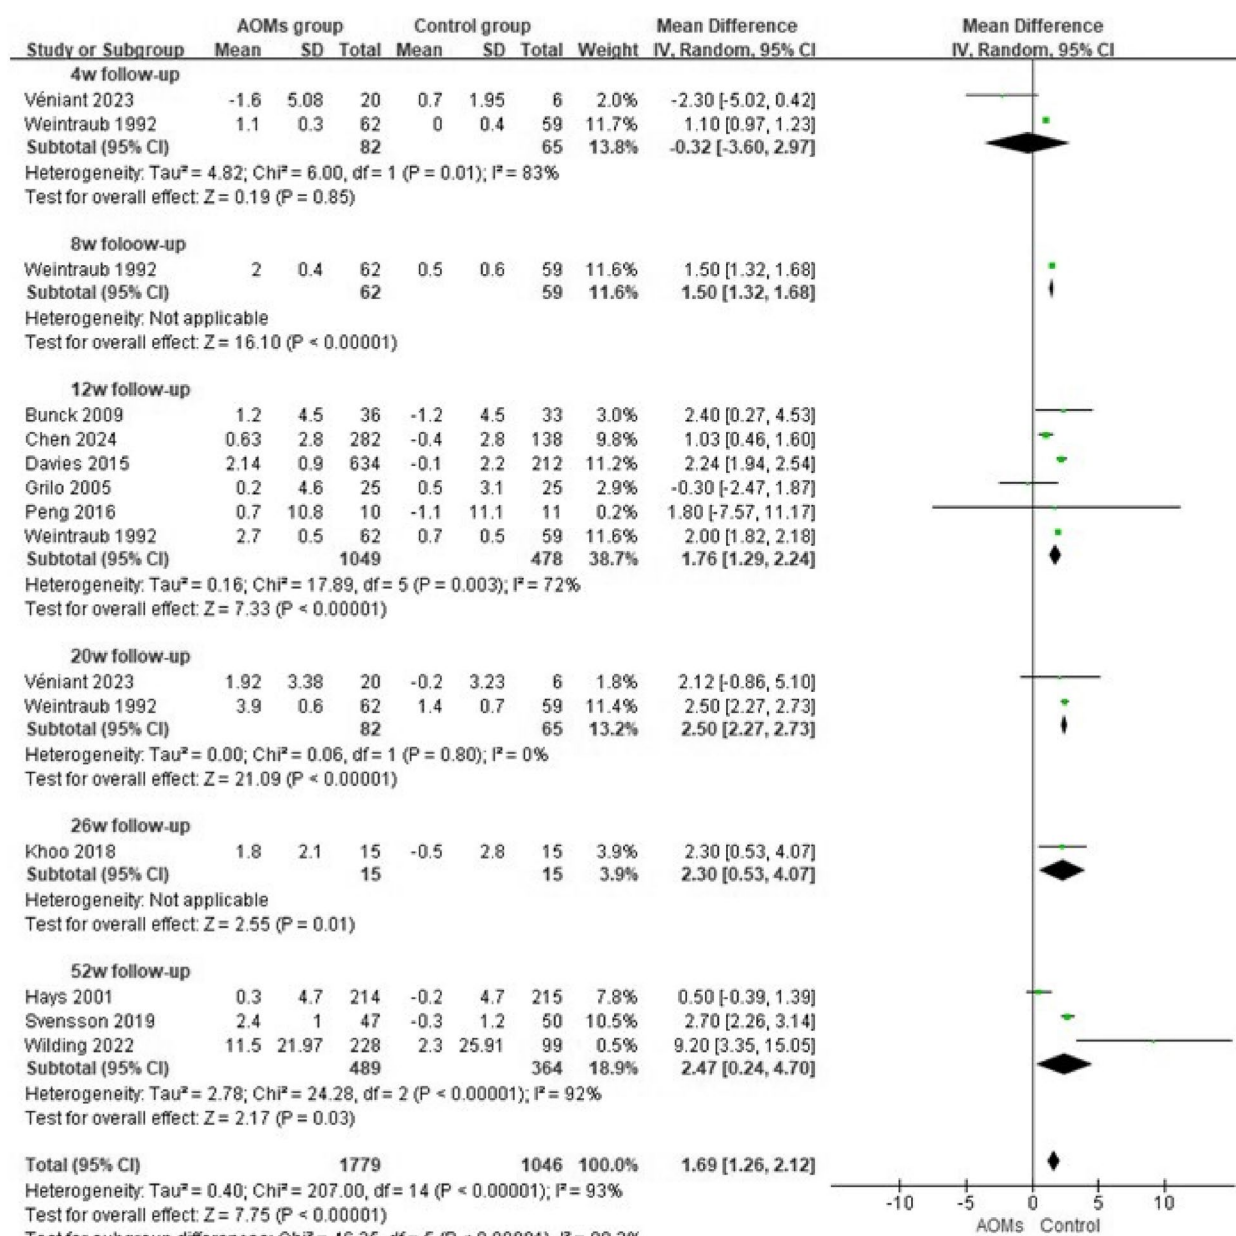 AOMs group Control group Mean Difference Mean Difference
Study or Subgroup Mean SD Total Mean SD Total Weight IV, Random, 95% CI IV, Random, 95% CI
4w follow-up
Véniant 2023 -1.6 5.08 20 0.7 1.95 6 2.0% -2.30 [-5.02, 0.42]
Weintraub 1992 1.1 0.3 62 0 0.4 59 11.7% 1.10 [0.97, 1.23]
Subtotal (95% CI) 82 65 13.8% -0.32 [-3.60, 2.97]
Heterogeneity: Tau² = 4.82; Chi² = 6.00, df = 1 (P = 0.01); I² = 83%
Test for overall effect: Z = 0.19 (P = 0.85)
8w foloow-up
Weintraub 1992 2 0.4 62 0.5 0.6 59 11.6% 1.50 [1.32, 1.68]
Subtotal (95% CI) 62 59 11.6% 1.50 [1.32, 1.68]
Heterogeneity: Not applicable
Test for overall effect: Z = 16.10 (P < 0.00001)
12w follow-up
Bunck 2009 1.2 4.5 36 -1.2 4.5 33 3.0% 2.40 [0.27, 4.53]
Chen 2024 0.63 2.8 282 -0.4 2.8 138 9.8% 1.03 [0.46, 1.60]
Davies 2015 2.14 0.9 634 -0.1 2.2 212 11.2% 2.24 [1.94, 2.54]
Grilo 2005 0.2 4.6 25 0.5 3.1 25 2.9% -0.30 [-2.47, 1.87]
Peng 2016 0.7 10.8 10 -1.1 11.1 11 0.2% 1.80 [-7.57, 11.17]
Weintraub 1992 2.7 0.5 62 0.7 0.5 59 11.6% 2.00 [1.82, 2.18]
Subtotal (95% CI) 1049 478 38.7% 1.76 [1.29, 2.24]
Heterogeneity: Tau² = 0.16; Chi² = 17.89, df = 5 (P = 0.003); I² = 72%
Test for overall effect: Z = 7.33 (P < 0.00001)
20w follow-up
Véniant 2023 1.92 3.38 20 -0.2 3.23 6 1.8% 2.12 [-0.86, 5.10]
Weintraub 1992 3.9 0.6 62 1.4 0.7 59 11.4% 2.50 [2.27, 2.73]
Subtotal (95% CI) 82 65 13.2% 2.50 [2.27, 2.73]
Heterogeneity: Tau² = 0.00; Chi² = 0.06, df = 1 (P = 0.80); I² = 0%
Test for overall effect: Z = 21.09 (P < 0.00001)
26w follow-up
Khoo 2018 1.8 2.1 15 -0.5 2.8 15 3.9% 2.30 [0.53, 4.07]
Subtotal (95% CI) 15 15 3.9% 2.30 [0.53, 4.07]
Heterogeneity: Not applicable
Test for overall effect: Z = 2.55 (P = 0.01)
52w follow-up
Hays 2001 0.3 4.7 214 -0.2 4.7 215 7.8% 0.50 [-0.39, 1.39]
Svensson 2019 2.4 1 47 -0.3 1.2 50 10.5% 2.70 [2.26, 3.14]
Wilding 2022 11.5 21.97 228 2.3 25.91 99 0.5% 9.20 [3.35, 15.05]
Subtotal (95% CI) 489 364 18.9% 2.47 [0.24, 4.70]
Heterogeneity: Tau² = 2.78; Chi² = 24.28, df = 2 (P < 0.00001); I² = 92%
Test for overall effect: Z = 2.17 (P = 0.03)
Total (95% CI) 1779 1046 100.0% 1.69 [1.26, 2.12]
Heterogeneity: Tau² = 0.40; Chi² = 207.00, df = 14 (P < 0.00001); I² = 93%
-10 -5 0 5 10
Test for overall effect: Z = 7.75 (P < 0.00001)
AOMs Control